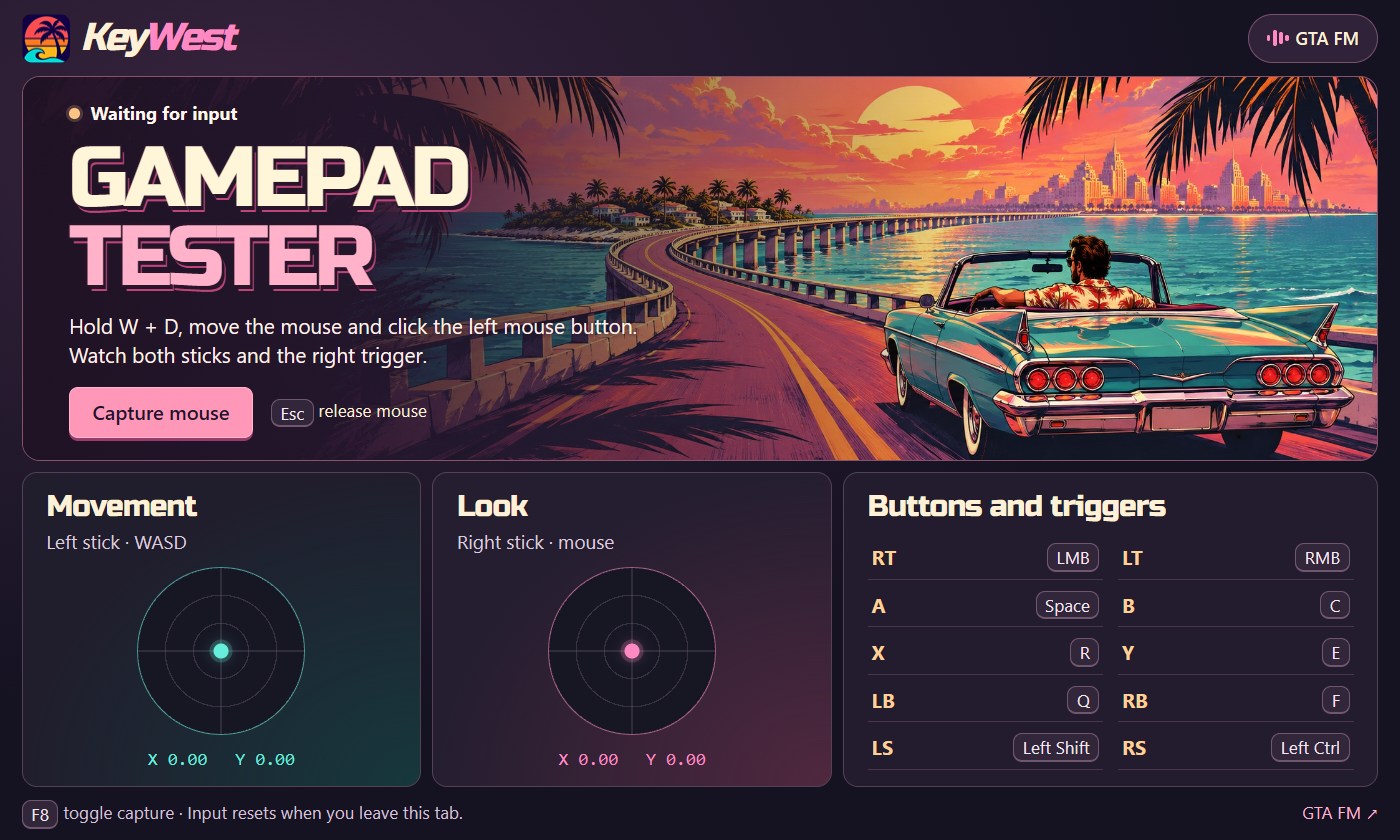 KeyWest
GTA FM
Waiting for input
GAMEPAD
TESTER
Hold W + D, move the mouse and click the left mouse button.
Watch both sticks and the right trigger.
Capture mouse
Esc release mouse
Movement
Left stick · WASD
X 0.00 Y 0.00
Look
Right stick · mouse
X 0.00 Y 0.00
Buttons and triggers
RT LMB LT RMB
A Space B C
X R Y E
LB Q RB F
LS Left Shift RS Left Ctrl
F8 toggle capture · Input resets when you leave this tab.
GTA FM ↗